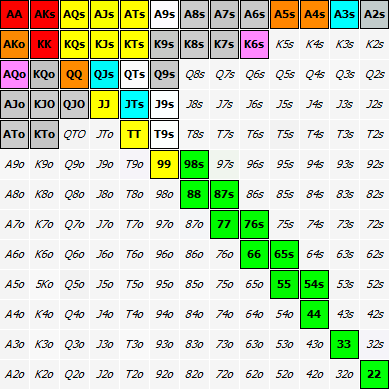 AA AKs AQs AJs ATs A9s A8s A7s A6s A5s A4s A3s A2s
AKo KK KQs KJs KTs K9s K8s K7s K6s K5s K4s K3s K2s
AQo KQo QQ QJs QTs Q9s Q8s Q7s Q6s Q5s Q4s Q3s Q2s
AJo KJO QJO JJ JTs J9s J8s J7s J6s J5s J4s J3s J2s
ATo KTo QTO JTo TT T9s T8s T7s T6s T5s T4s T3s T2s
A9o K9o Q9o J9o T9o 99 98s 97s 96s 95s 94s 93s 92s
A8o K8o Q8o J8o T8o 98o 88 87s 86s 85s 84s 83s 82s
A7o K7o Q7o J7o T7o 97o 87o 77 76s 75s 74s 73s 72s
A6o K6o Q6o J6o T6o 96o 86o 76o 66 65s 64s 63s 62s
A5o 5Ko Q5o J5o T5o 95o 85o 75o 65o 55 54s 53s 52s
A4o K4o Q4o J4o T4o 94o 84o 74o 64o 54o 44 43s 42s
A3o K3o Q3o J3o T3o 93o 83o 73o 63o 53o 43o 33 32s
A2o K2o Q2o J2o T2o 92o 82o 72o 62o 52o 42o 32o 22